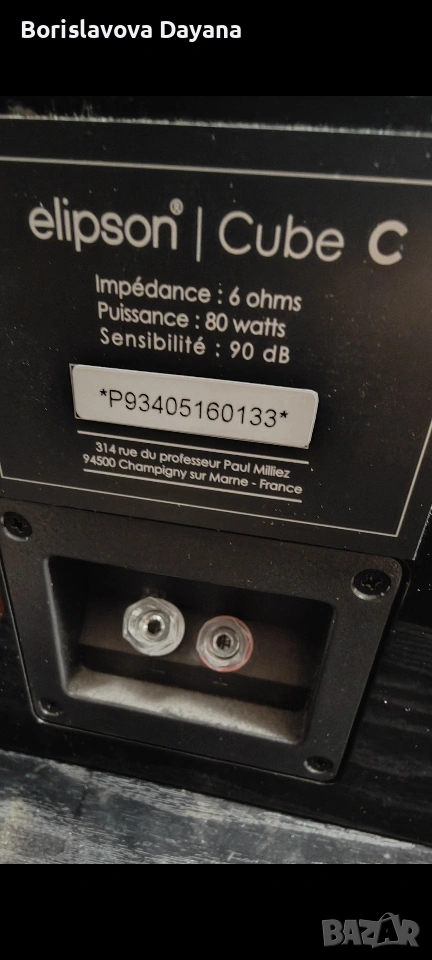 Borislavova Dayana
elipson® | Cube C
Impédance : 6 ohms
Puissance : 80 watts
Sensibilité : 90 dB
*P93405160133*
314 rue du professeur Paul Milliez
94500 Champigny sur Marne - France
BAZAR